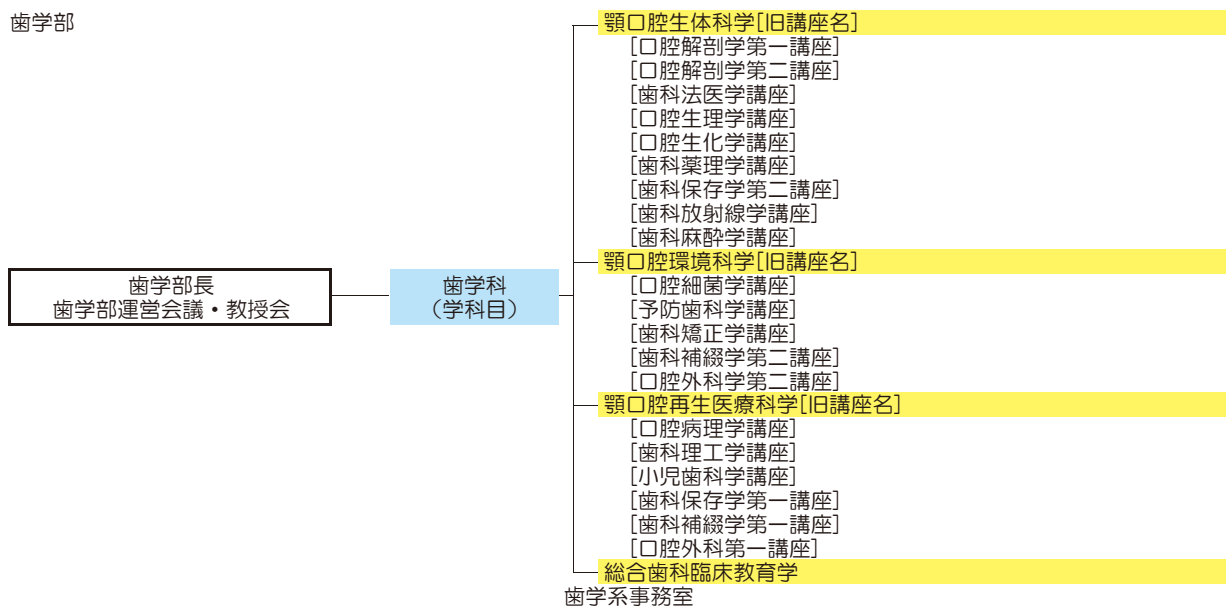 歯学部
歯学部長
歯学部運営会議・教授会
歯学科
（学科目）
顎口腔生体科学[旧講座名]
[口腔解剖学第一講座]
[口腔解剖学第二講座]
[歯科法医学講座]
[口腔生理学講座]
[口腔生化学講座]
[歯科薬理学講座]
[歯科保存学第二講座]
[歯科放射線学講座]
[歯科麻酔学講座]
顎口腔環境科学[旧講座名]
[口腔細菌学講座]
[予防歯科学講座]
[歯科矯正学講座]
[歯科補綴学第二講座]
[口腔外科学第二講座]
顎口腔再生医療科学[旧講座名]
[口腔病理学講座]
[歯科理工学講座]
[小児歯科学講座]
[歯科保存学第一講座]
[歯科補綴学第一講座]
[口腔外科第一講座]
総合歯科臨床教育学
歯学系事務室